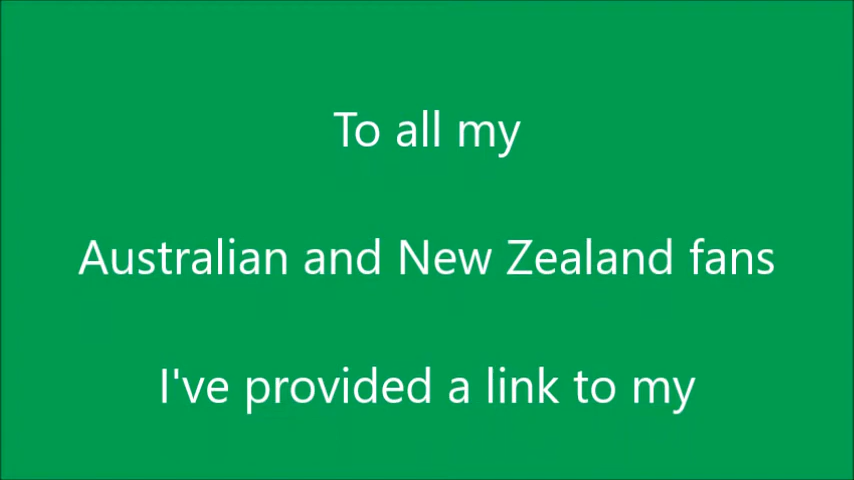 To all my
Australian and New Zealand fans
I've provided a link to my